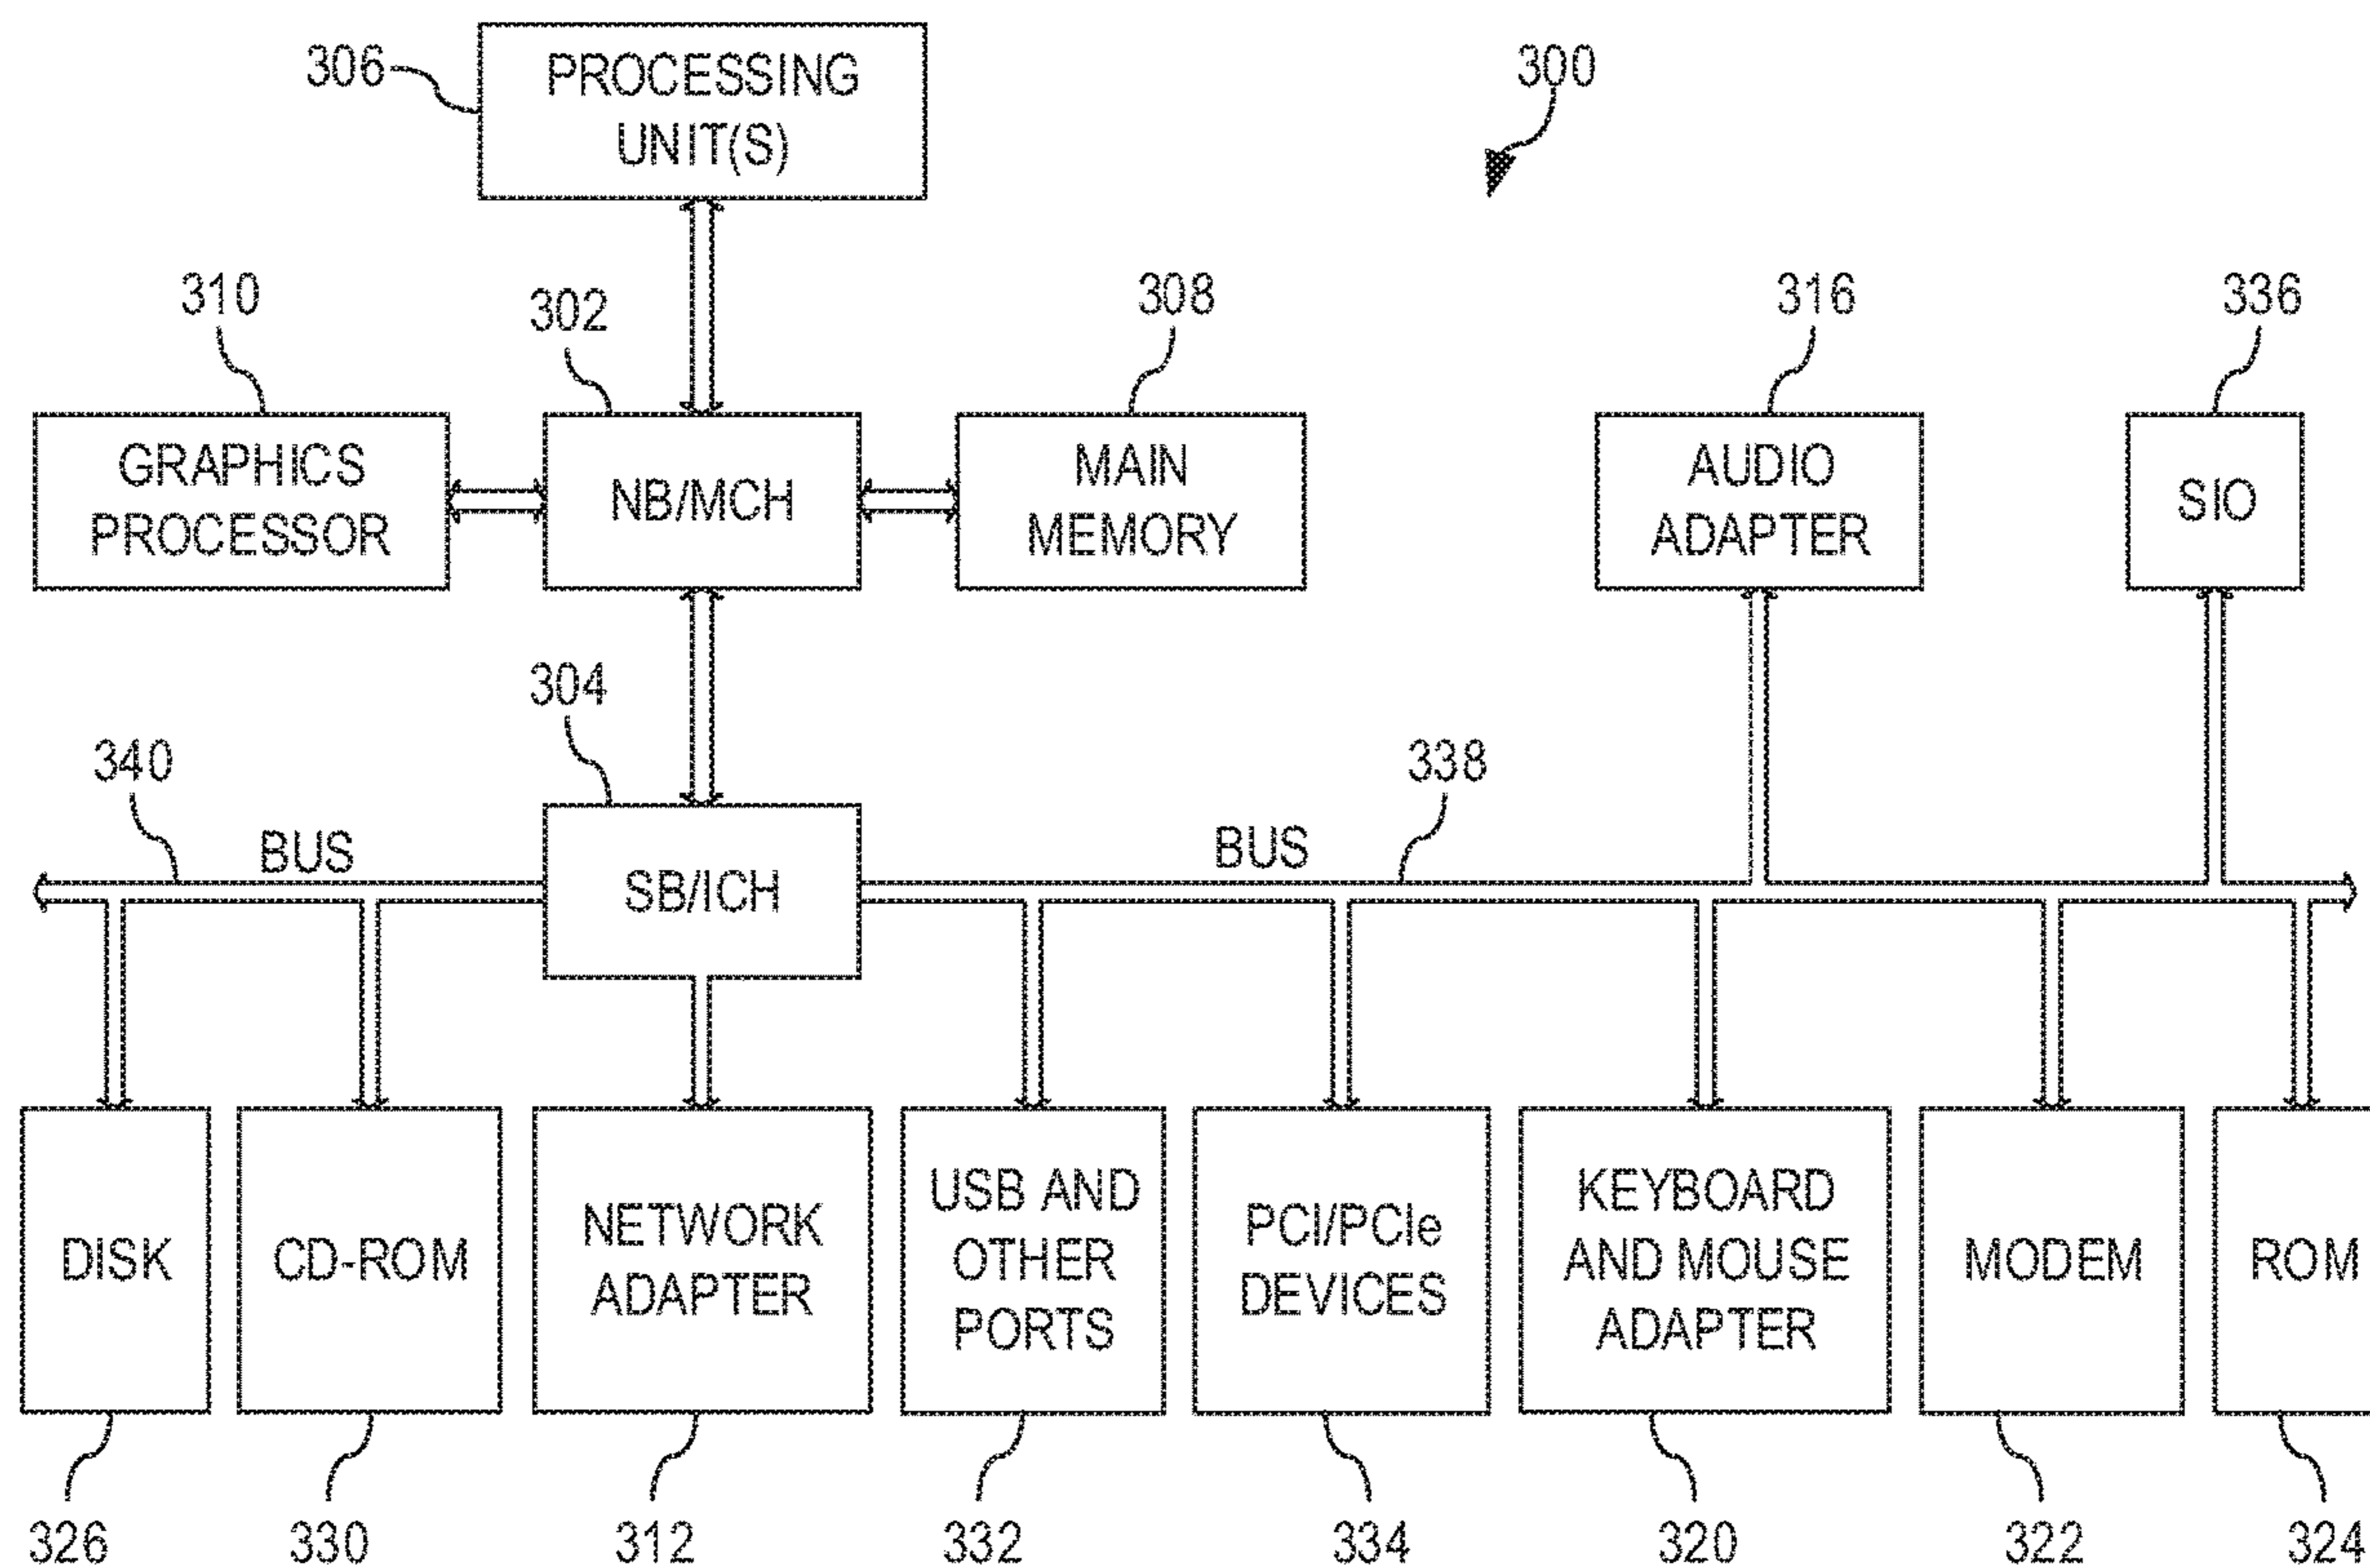 306
PROCESSING
UNIT(S)
300
310
302
308
316
336
GRAPHICS
PROCESSOR
NB/MCH
MAIN
MEMORY
AUDIO
ADAPTER
SIO
304
340
338
BUS
BUS
SB/ICH
DISK
CD-ROM
NETWORK
ADAPTER
USB AND
OTHER
PORTS
PCI/PCIe
DEVICES
KEYBOARD
AND MOUSE
ADAPTER
MODEM
ROM
326
330
312
332
334
320
322
324